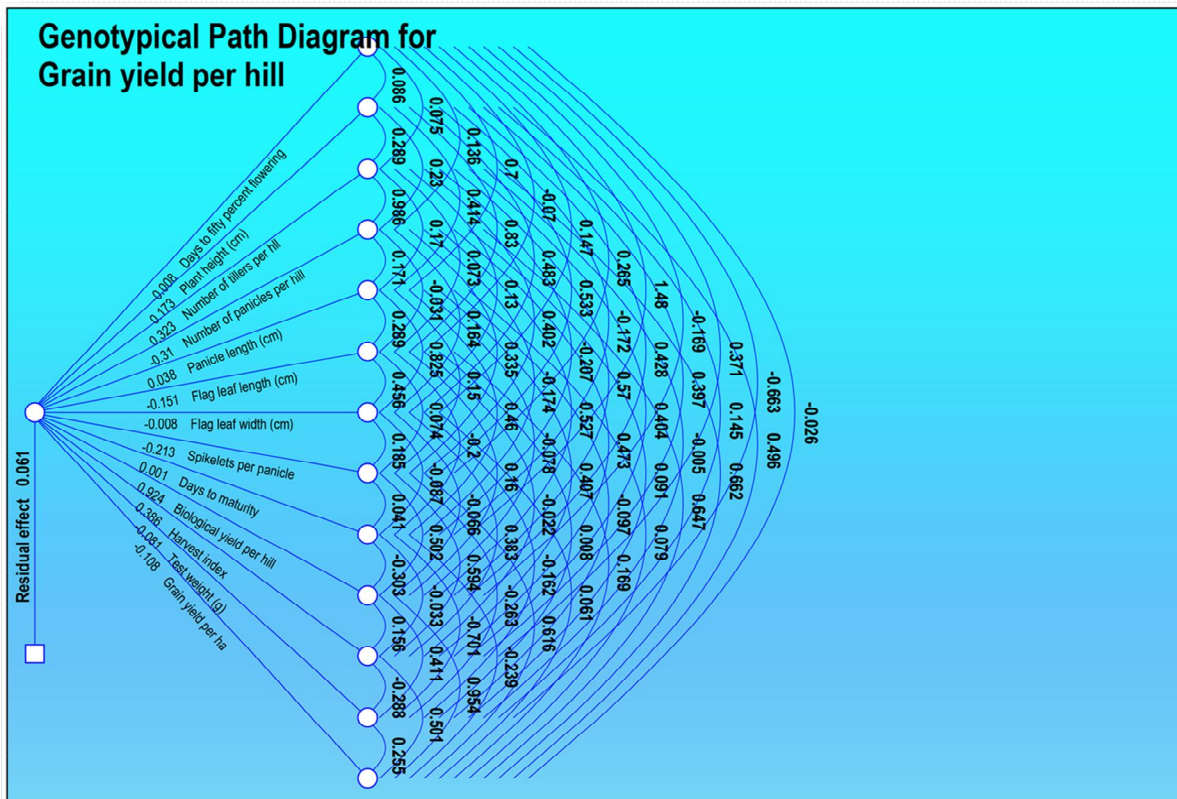 Genotypical Path Diagram for
Grain yield per hill
0.008 Days to fifty percent flowering
0.173 Plant height (cm)
0.323 Number of tillers per hil
-0.31 Number of panicles per hill
0.038 Panicle length (cm)
-0.151 Flag leaf length (cm)
-0.008 Flag leaf width (cm)
-0.213 Spikelets per panicle
0.001 Days to maturity
0.924 Biological yield per hill
0.386 Harvest index
-0.081 Test weight (g)
-0.108 Grain yield per ha
Residual effect 0.061
0.086 0.289 0.986 0.171 0.289 0.456 0.185 0.041 -0.303 0.156 -0.288 0.255
0.075 0.23 0.17 -0.031 0.825 0.074 -0.087 0.502 -0.033 0.411 0.501
0.136 0.414 0.073 0.164 0.15 -0.2 -0.066 0.594 -0.701 0.954
0.7 0.83 0.13 0.335 0.46 0.16 0.383 -0.263 -0.239
-0.07 0.483 0.402 -0.174 -0.078 -0.022 -0.162 0.616
0.147 0.533 -0.207 0.527 0.407 0.008 0.061
0.265 -0.172 0.57 0.473 -0.097 0.169
1.48 0.428 0.404 0.091 0.079
-0.169 0.397 -0.005 0.647
0.371 0.145 0.662
-0.663 0.496
-0.026